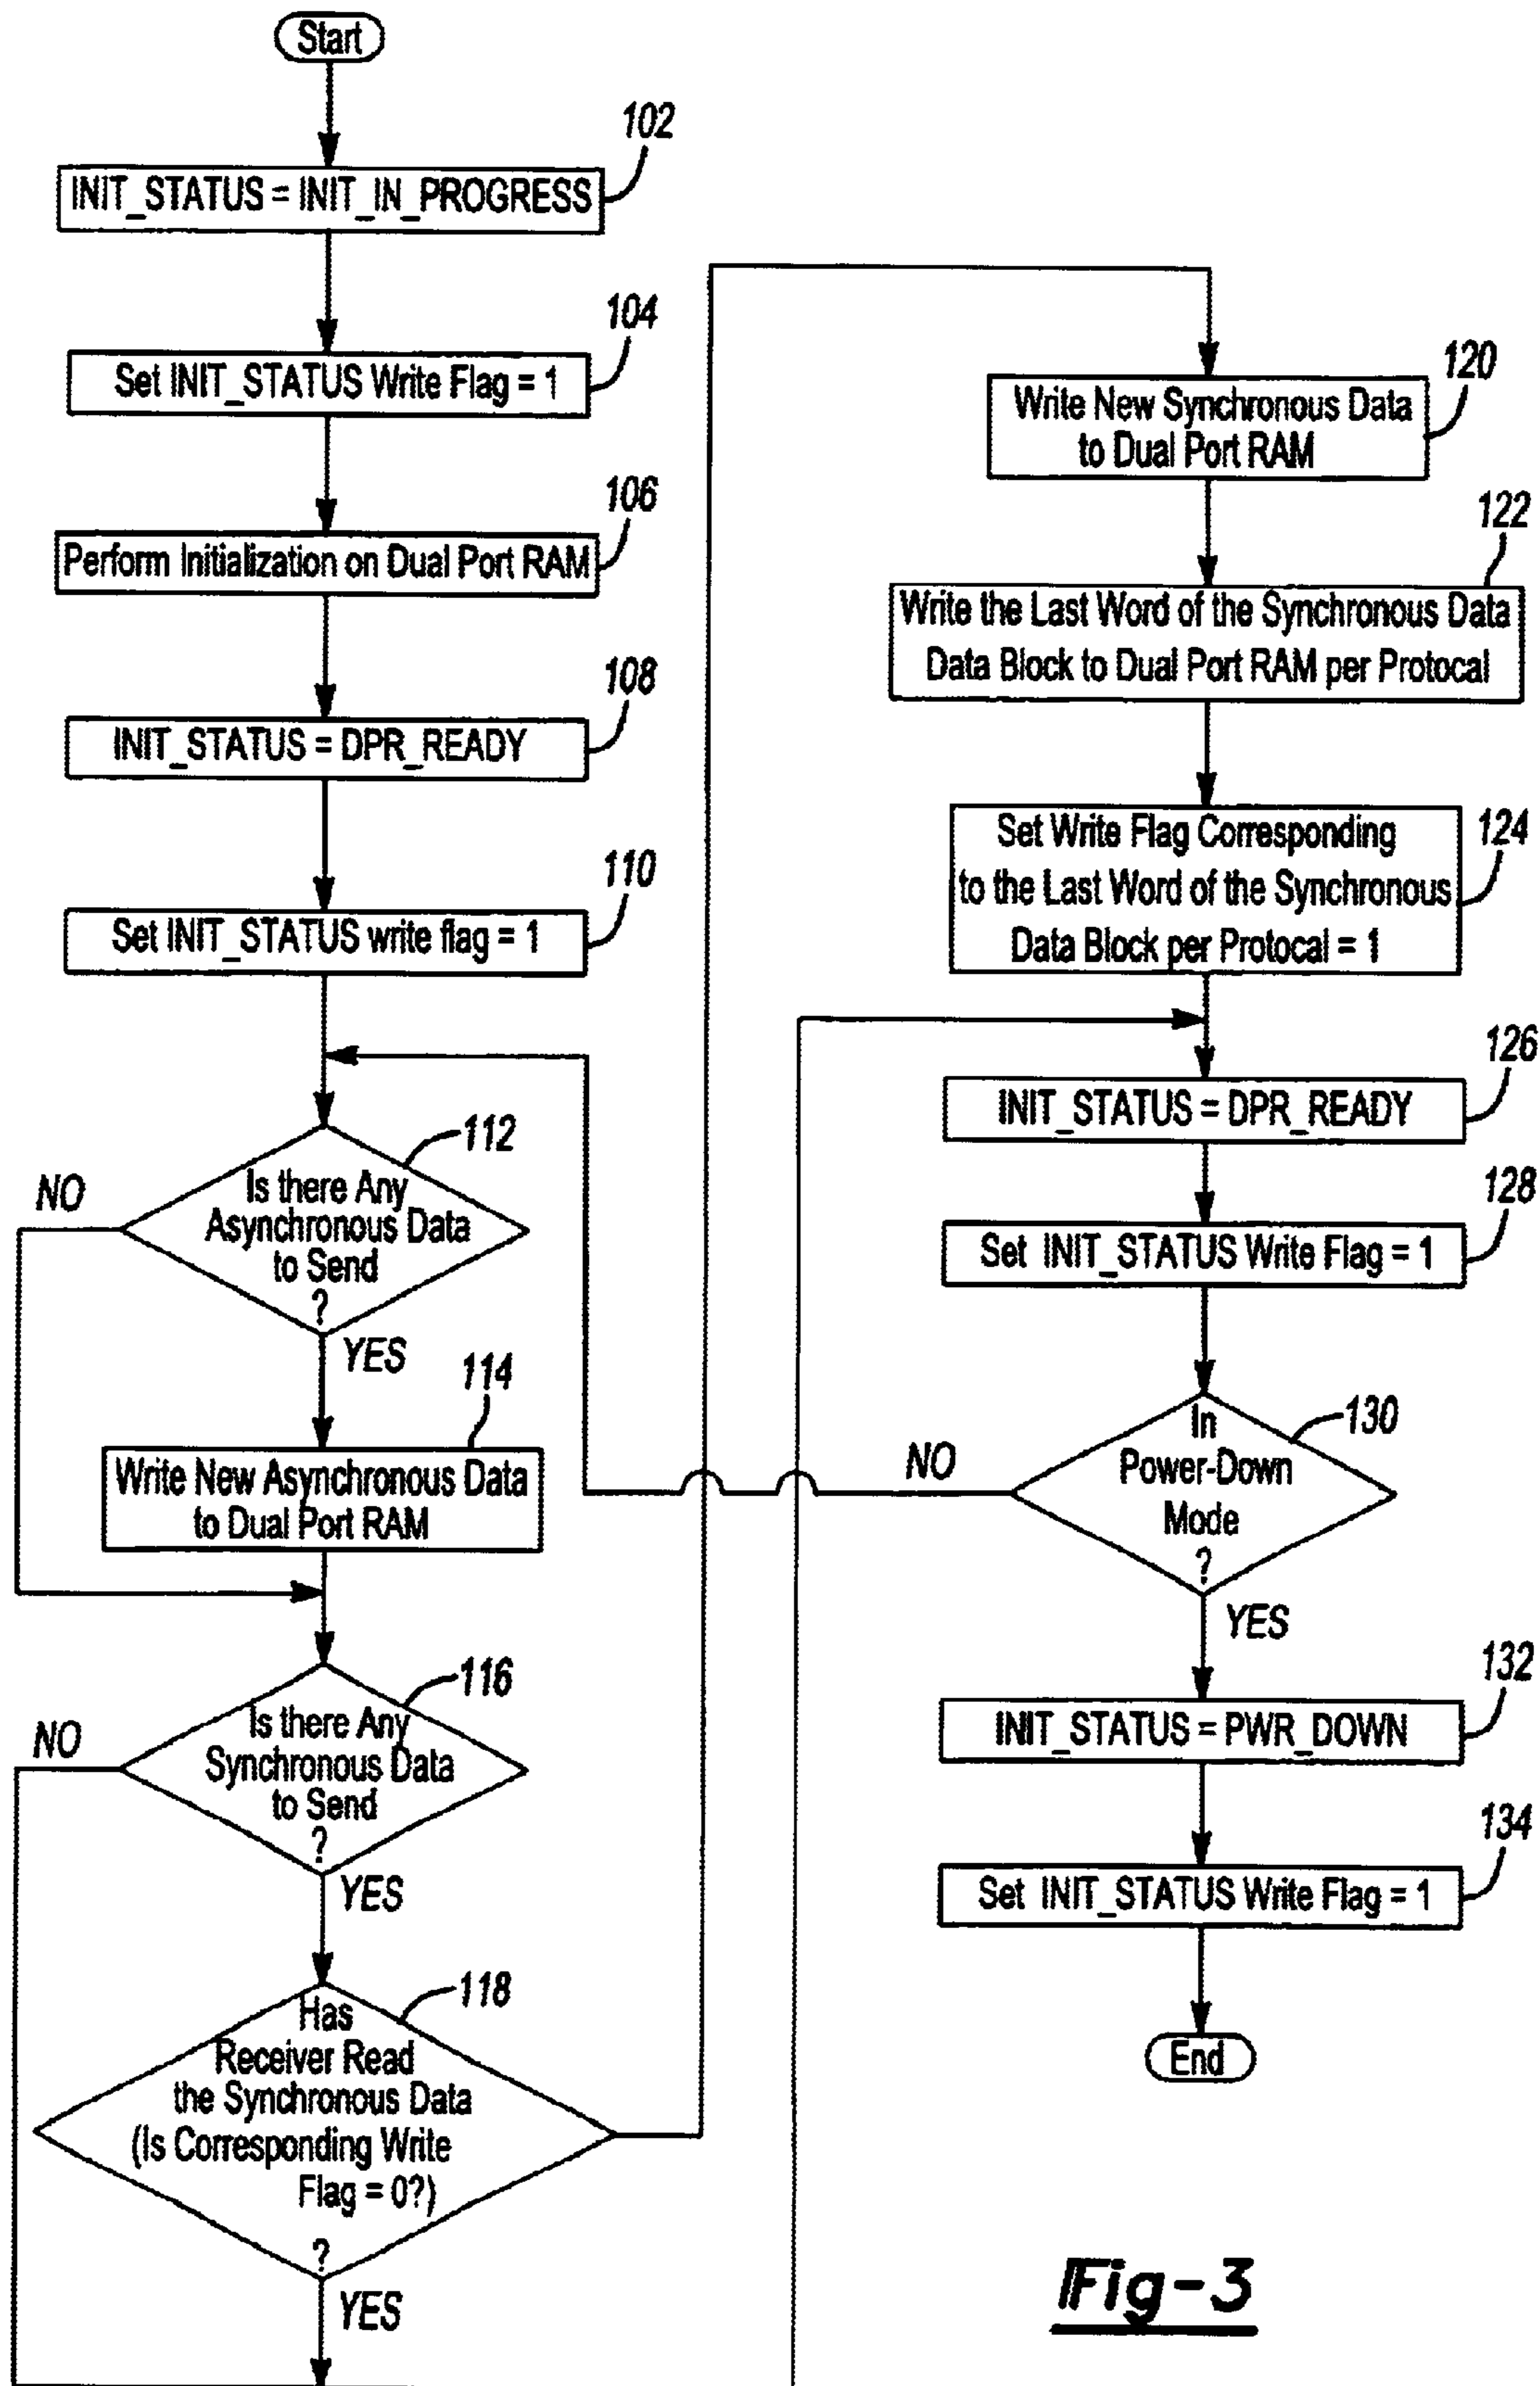 Start
102
INIT_STATUS = INIT_IN_PROGRESS
104
Set INIT_STATUS Write Flag = 1
106
Perform Initialization on Dual Port RAM
108
INIT_STATUS = DPR_READY
110
Set INIT_STATUS write flag = 1
112
NO
Is there Any
Asynchronous Data
to Send
?
YES
114
Write New Asynchronous Data
to Dual Port RAM
116
NO
Is there Any
Synchronous Data
to Send
?
YES
118
Has
Receiver Read
the Synchronous Data
(Is Corresponding Write
Flag = 0?)
?
YES
120
Write New Synchronous Data
to Dual Port RAM
122
Write the Last Word of the Synchronous Data
Data Block to Dual Port RAM per Protocal
124
Set Write Flag Corresponding
to the Last Word of the Synchronous
Data Block per Protocal = 1
126
INIT_STATUS = DPR_READY
128
Set INIT_STATUS Write Flag = 1
130
NO
In
Power-Down
Mode
?
YES
132
INIT_STATUS = PWR_DOWN
134
Set INIT_STATUS Write Flag = 1
End
Fig-3